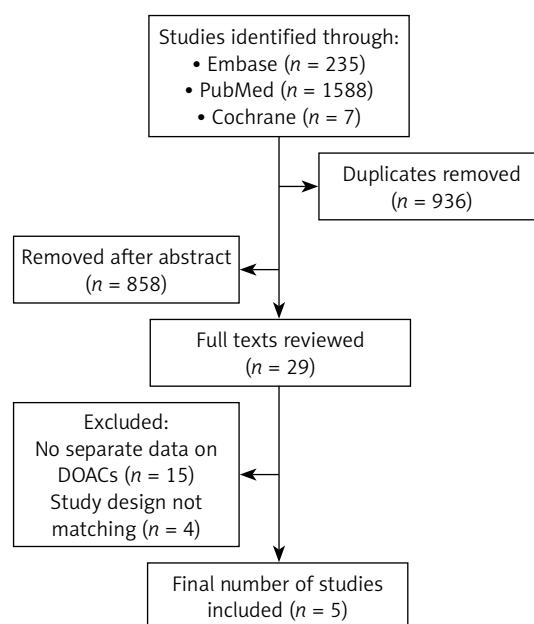 Studies identified through:
• Embase (n = 235)
• PubMed (n = 1588)
• Cochrane (n = 7)
Duplicates removed
(n = 936)
Removed after abstract
(n = 858)
Full texts reviewed
(n = 29)
Excluded:
No separate data on
DOACs (n = 15)
Study design not
matching (n = 4)
Final number of studies
included (n = 5)